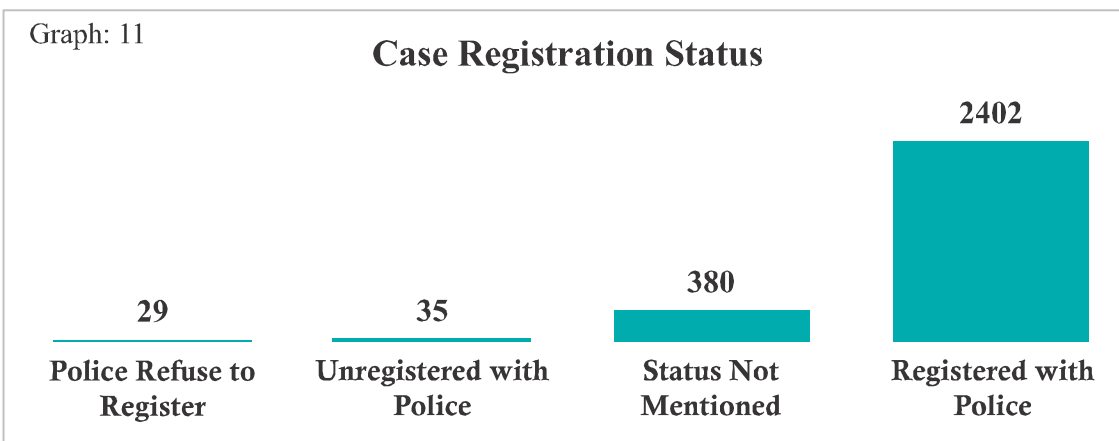 Graph: 11
Case Registration Status
2402
380
35
29
Police Refuse to
Register
Unregistered with
Police
Status Not
Mentioned
Registered with
Police